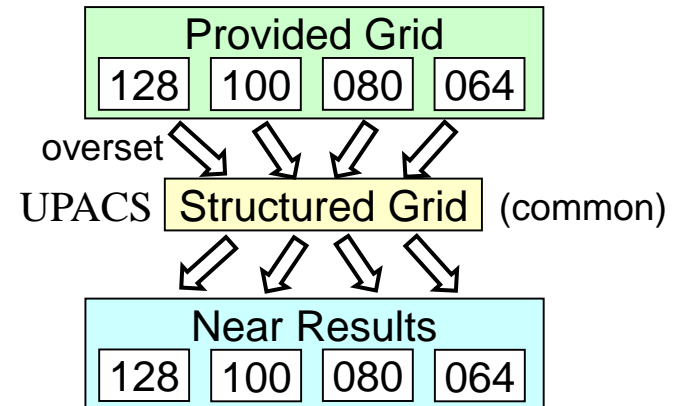 Provided Grid
128 100 080 064
overset
UPACS Structured Grid (common)
Near Results
128 100 080 064